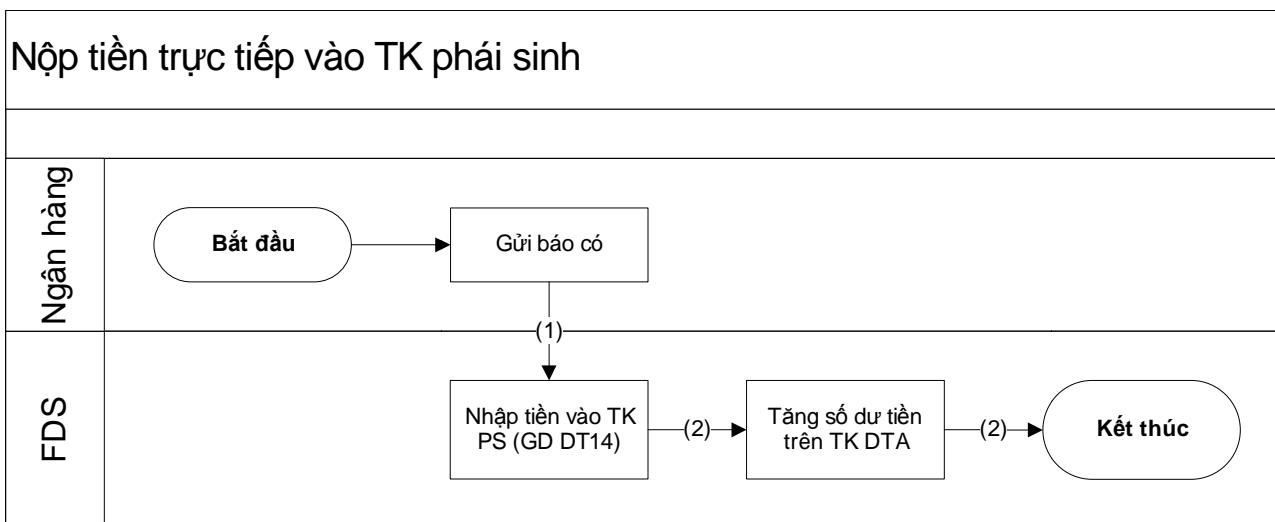 Nộp tiền trực tiếp vào TK phái sinh
Ngân hàng
Bắt đầu
Gửi báo có
(1)
FDS
Nhập tiền vào TK
PS (GD DT14)
(2)
Tăng số dư tiền
trên TK DTA
(2)
Kết thúc